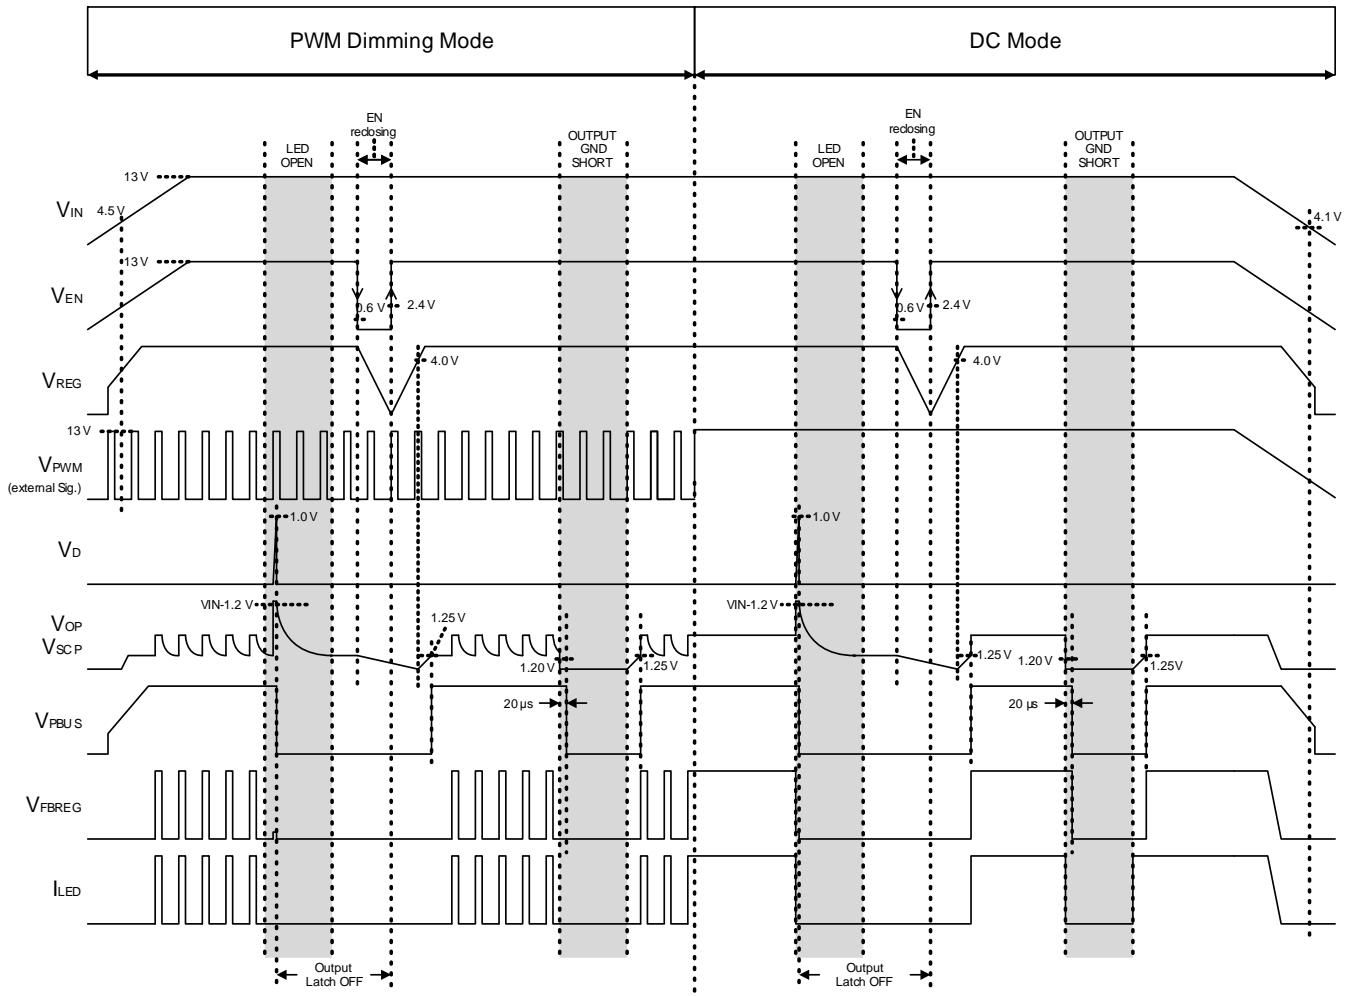 PWM Dimming Mode
DC Mode
EN
reclosing
EN
reclosing
LED
OPEN
OUTPUT
GND
SHORT
LED
OPEN
OUTPUT
GND
SHORT
VIN
13 V
4.5 V
4.1 V
VEN
13 V
0.6 V
2.4 V
0.6 V
2.4 V
VREG
4.0 V
4.0 V
13 V
VPWM
(external Sig.)
1.0 V
1.0 V
VD
VIN-1.2 V
VIN-1.2 V
VOP
VSCP
1.25 V
1.20 V
1.25 V
1.25 V
1.20 V
1.25 V
VPBUS
20 µs
20 µs
VFBREG
ILED
Output
Latch OFF
Output
Latch OFF